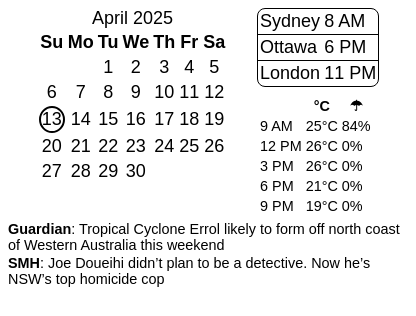 April 2025
Su Mo Tu We Th Fr Sa
1 2 3 4 5
6 7 8 9 10 11 12
13 14 15 16 17 18 19
20 21 22 23 24 25 26
27 28 29 30
Sydney 8 AM
Ottawa 6 PM
London 11 PM
°C ☂
9 AM 25°C 84%
12 PM 26°C 0%
3 PM 26°C 0%
6 PM 21°C 0%
9 PM 19°C 0%
Guardian: Tropical Cyclone Errol likely to form off north coast
of Western Australia this weekend
SMH: Joe Doueihi didn’t plan to be a detective. Now he’s
NSW’s top homicide cop